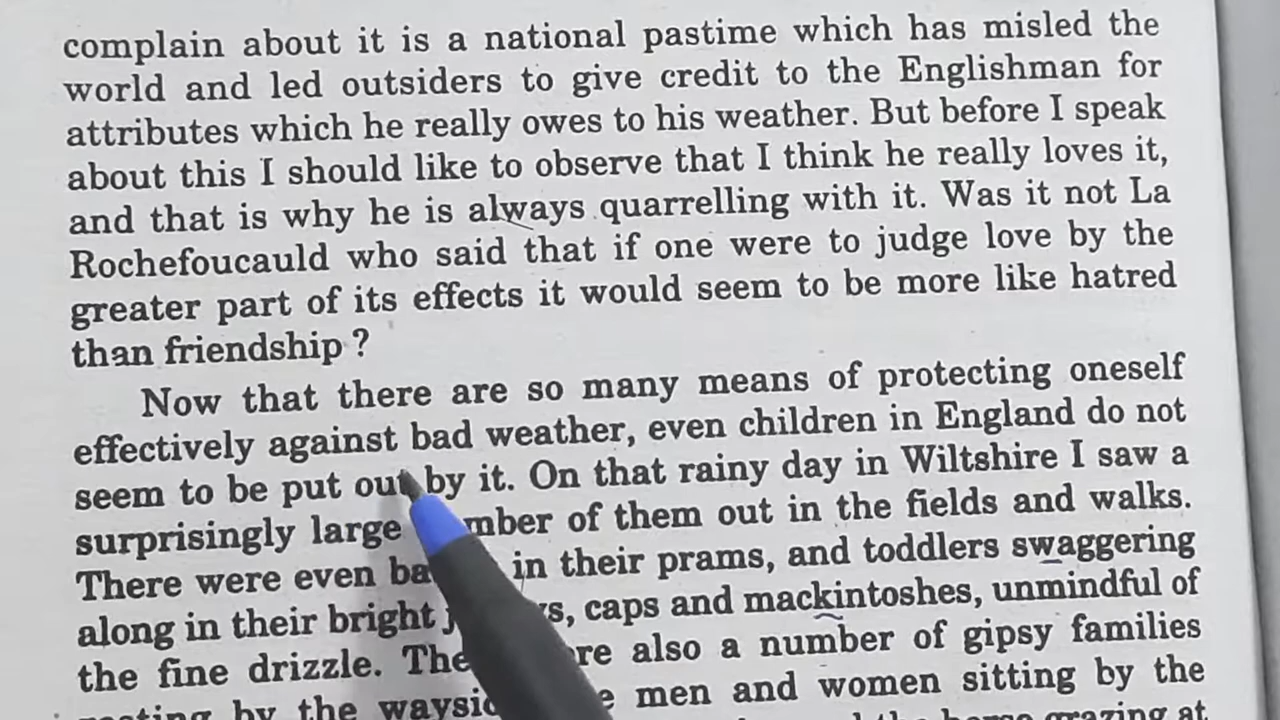 complain about it is a national pastime which has misled the
world and led outsiders to give credit to the Englishman for
attributes which he really owes to his weather. But before I speak
about this I should like to observe that I think he really loves it,
and that is why he is always quarrelling with it. Was it not La
Rochefoucauld who said that if one were to judge love by the
greater part of its effects it would seem to be more like hatred
than friendship ?
Now that there are so many means of protecting oneself
effectively against bad weather, even children in England do not
seem to be put out by it. On that rainy day in Wiltshire I saw a
surprisingly large of them out in the fields and walks.
There were even in their prams, and toddlers swaggering
along in their bright caps and mackintoshes, unmindful of
the fine drizzle. also a number of gipsy families
by the men and women sitting by the
grazing at